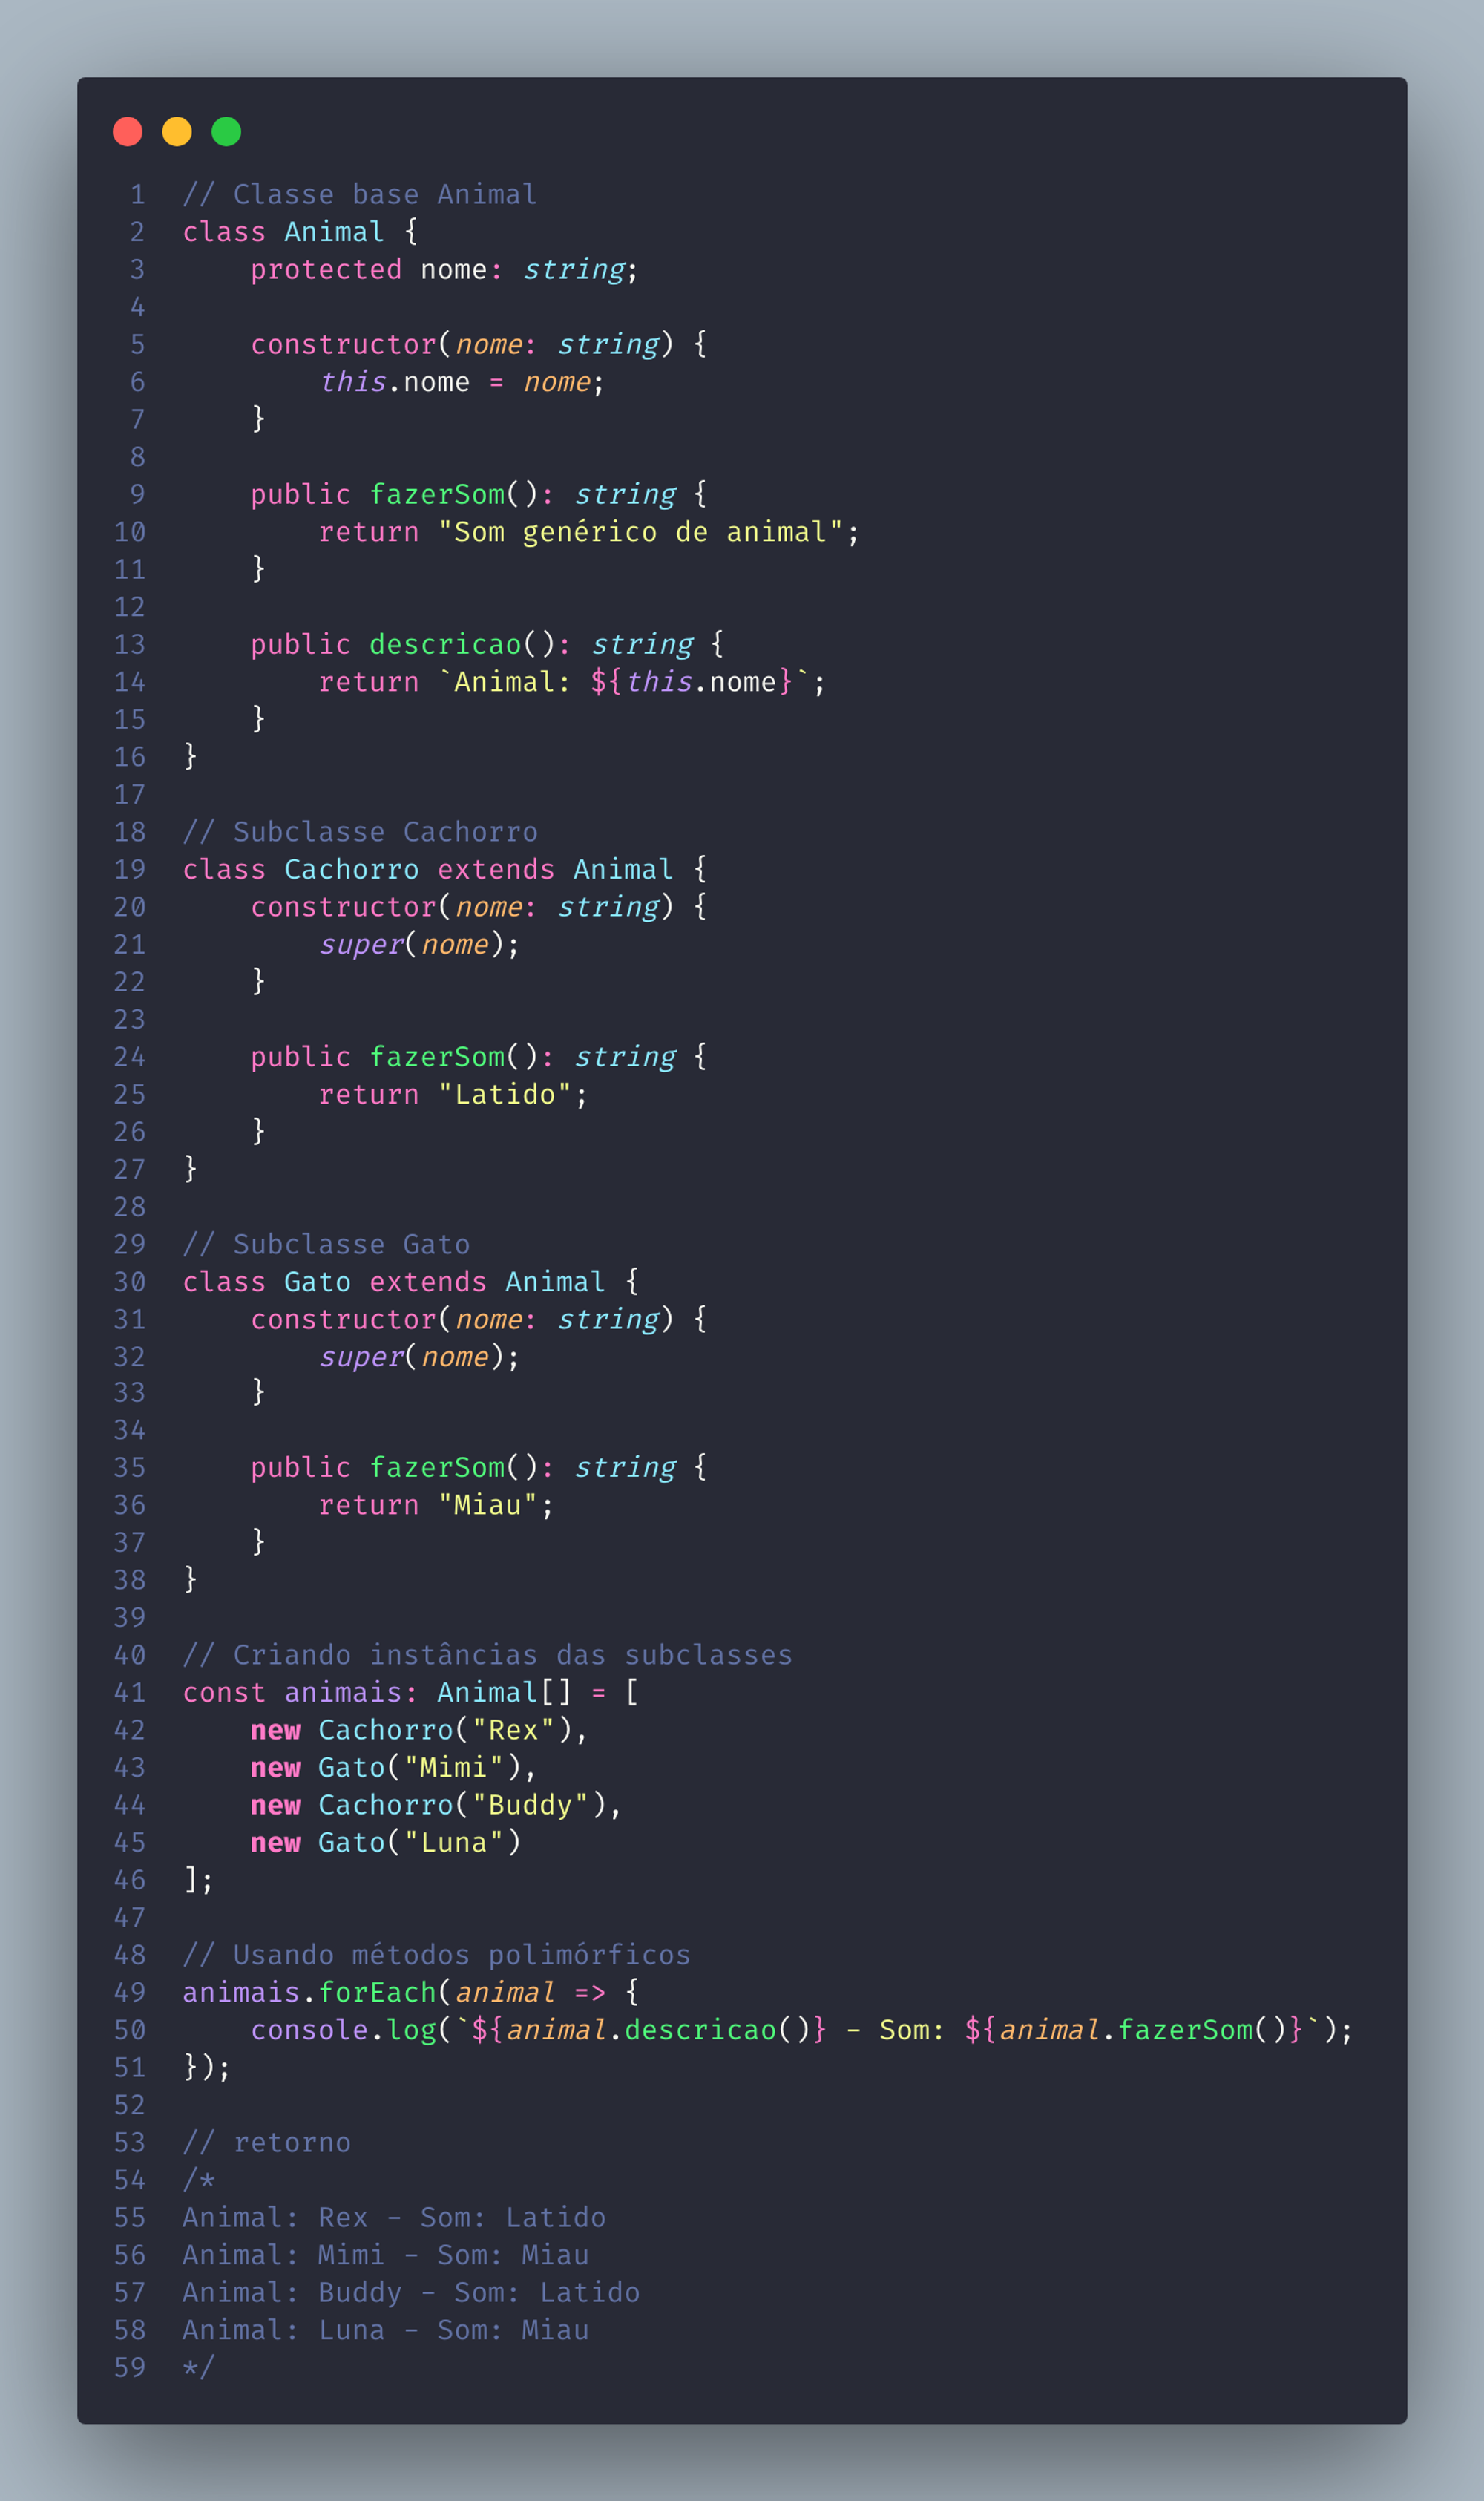 1 // Classe base Animal
2 class Animal {
3     protected nome: string;
4
5     constructor(nome: string) {
6         this.nome = nome;
7     }
8
9     public fazerSom(): string {
10         return "Som genérico de animal";
11     }
12
13     public descricao(): string {
14         return `Animal: ${this.nome}`;
15     }
16 }
17
18 // Subclasse Cachorro
19 class Cachorro extends Animal {
20     constructor(nome: string) {
21         super(nome);
22     }
23
24     public fazerSom(): string {
25         return "Latido";
26     }
27 }
28
29 // Subclasse Gato
30 class Gato extends Animal {
31     constructor(nome: string) {
32         super(nome);
33     }
34
35     public fazerSom(): string {
36         return "Miau";
37     }
38 }
39
40 // Criando instâncias das subclasses
41 const animais: Animal[] = [
42     new Cachorro("Rex"),
43     new Gato("Mimi"),
44     new Cachorro("Buddy"),
45     new Gato("Luna")
46 ];
47
48 // Usando métodos polimórficos
49 animais.forEach(animal => {
50     console.log(`${animal.descricao()} - Som: ${animal.fazerSom()}`);
51 });
52
53 // retorno
54 /*
55 Animal: Rex - Som: Latido
56 Animal: Mimi - Som: Miau
57 Animal: Buddy - Som: Latido
58 Animal: Luna - Som: Miau
59 */